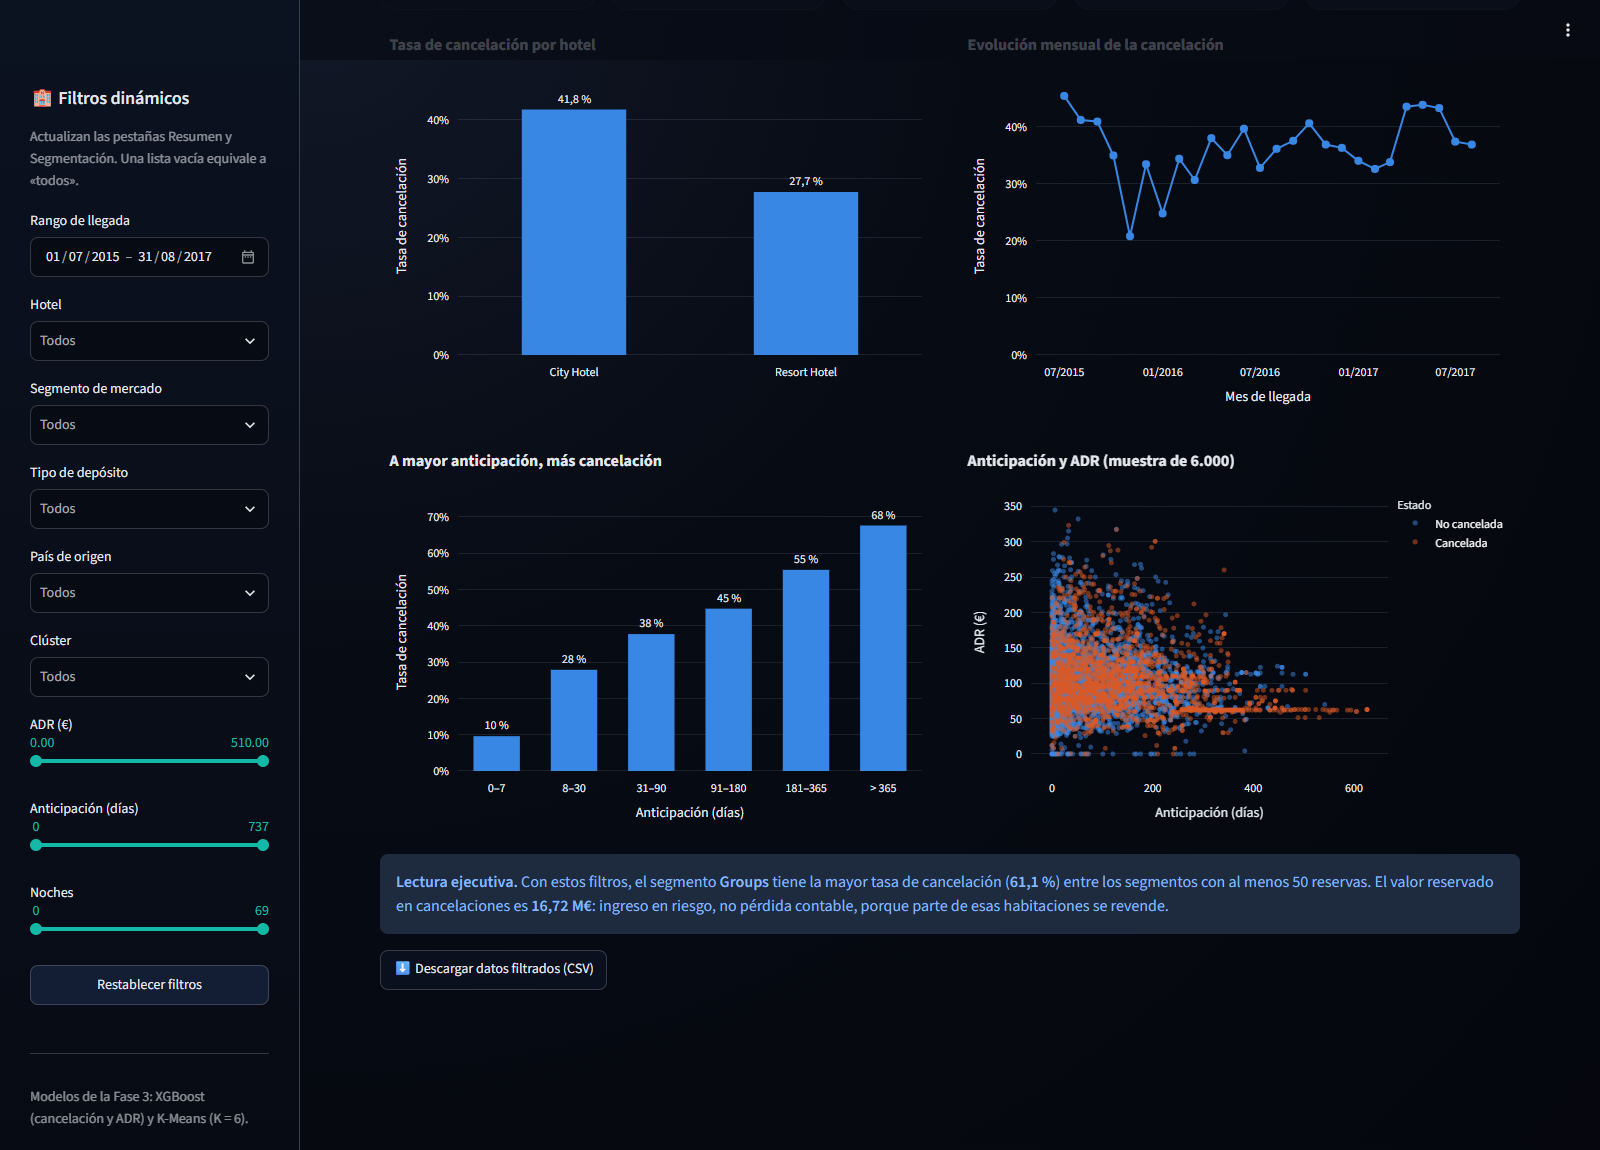 Filtros dinámicos
Actualizan las pestañas Resumen y
Segmentación. Una lista vacía equivale a
«todos».
Rango de llegada
01/07/2015 – 31/08/2017
Hotel
Todos
Segmento de mercado
Todos
Tipo de depósito
Todos
País de origen
Todos
Clúster
Todos
ADR (€)
0.00 510.00
Anticipación (días)
0 737
Noches
0 69
Restablecer filtros
Modelos de la Fase 3: XGBoost
(cancelación y ADR) y K-Means (K = 6).
Tasa de cancelación por hotel
Tasa de cancelación
40%
30%
20%
10%
0%
41,8 %
27,7 %
City Hotel Resort Hotel
Evolución mensual de la cancelación
Tasa de cancelación
40%
30%
20%
10%
0%
07/2015 01/2016 07/2016 01/2017 07/2017
Mes de llegada
A mayor anticipación, más cancelación
Tasa de cancelación
70%
60%
50%
40%
30%
20%
10%
0%
10 %
28 %
38 %
45 %
55 %
68 %
0–7 8–30 31–90 91–180 181–365 > 365
Anticipación (días)
Anticipación y ADR (muestra de 6.000)
ADR (€)
350
300
250
200
150
100
50
0
0 200 400 600
Anticipación (días)
Estado
No cancelada
Cancelada
Lectura ejecutiva. Con estos filtros, el segmento Groups tiene la mayor tasa de cancelación (61,1 %) entre los segmentos con al menos 50 reservas. El valor reservado
en cancelaciones es 16,72 M€: ingreso en riesgo, no pérdida contable, porque parte de esas habitaciones se revende.
Descargar datos filtrados (CSV)